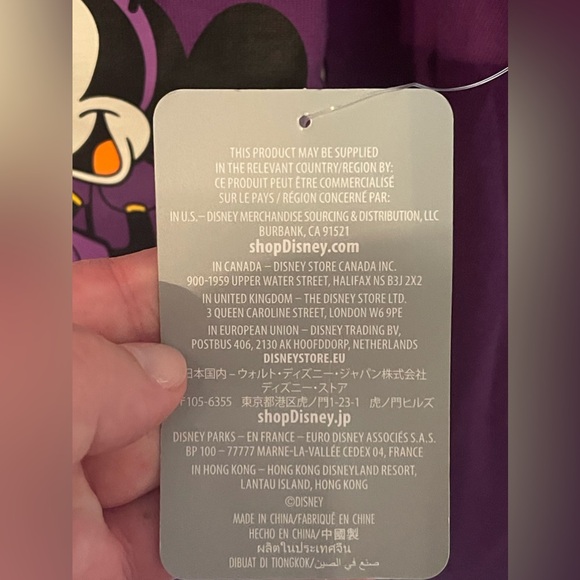 THIS PRODUCT MAY BE SUPPLIED
IN THE RELEVANT COUNTRY/REGION BY:
CE PRODUIT PEUT ÊTRE COMMERCIALISÉ
SUR LE PAYS / RÉGION CONCERNÉ PAR:
IN U.S.– DISNEY MERCHANDISE SOURCING & DISTRIBUTION, LLC
BURBANK, CA 91521
shopDisney.com
IN CANADA – DISNEY STORE CANADA INC.
900-1959 UPPER WATER STREET, HALIFAX NS B3J 2X2
IN UNITED KINGDOM – THE DISNEY STORE LTD.
3 QUEEN CAROLINE STREET, LONDON W6 9PE
IN EUROPEAN UNION – DISNEY TRADING BV,
POSTBUS 406, 2130 AK HOOFDDORP, NETHERLANDS
DISNEYSTORE.EU
日本国内 – ウォルト・ディズニー・ジャパン株式会社
ディズニー・ストア
〒105-6355 東京都港区虎ノ門1-23-1 虎ノ門ヒルズ
shopDisney.jp
DISNEY PARKS – EN FRANCE – EURO DISNEY ASSOCIÉS S.A.S.
BP 100 – 77777 MARNE-LA-VALLÉE CEDEX 04, FRANCE
IN HONG KONG – HONG KONG DISNEYLAND RESORT,
LANTAU ISLAND, HONG KONG
©DISNEY
MADE IN CHINA/FABRIQUÉ EN CHINE
HECHO EN CHINA/中國製
ผลิตในประเทศจีน
DIBUAT DI TIONGKOK/صنع في الصين